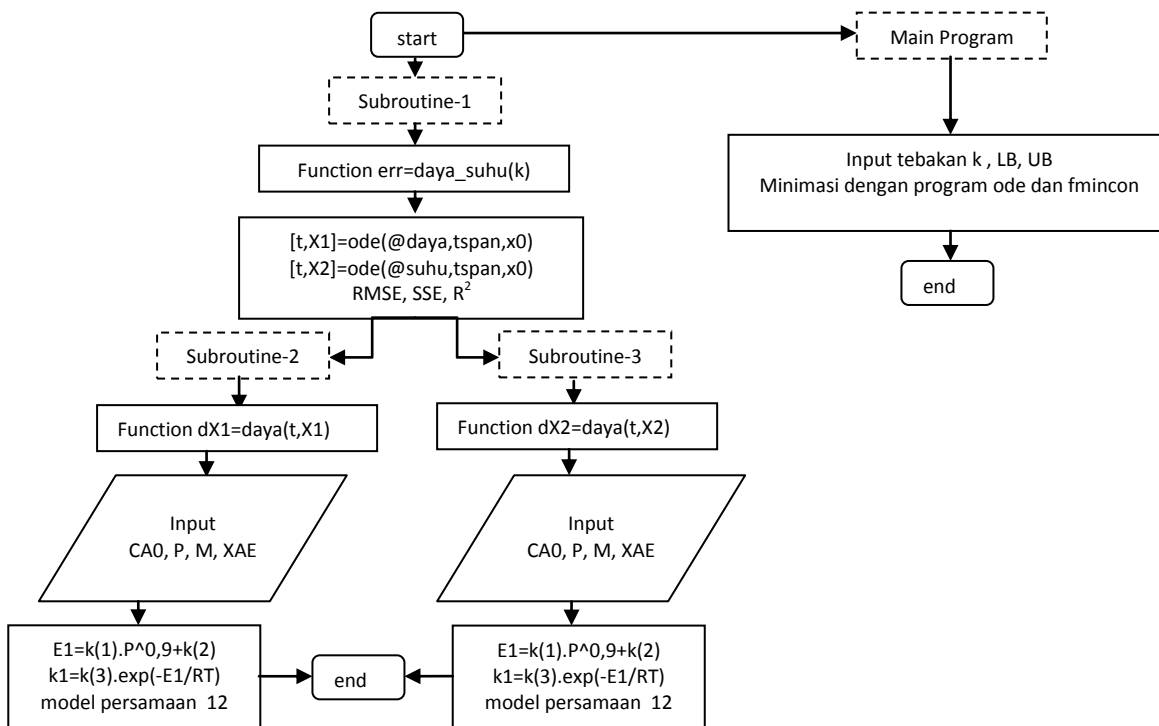 start
Main Program
Subroutine-1
Function err=daya_suhu(k)
Input tebakan k , LB, UB
Minimasi dengan program ode dan fmincon
[t,X1]=ode(@daya,tspan,x0)
[t,X2]=ode(@suhu,tspan,x0)
RMSE, SSE, R²
end
Subroutine-2
Subroutine-3
Function dX1=daya(t,X1)
Function dX2=daya(t,X2)
Input
CA0, P, M, XAE
Input
CA0, P, M, XAE
E1=k(1).P^0,9+k(2)
k1=k(3).exp(-E1/RT)
model persamaan 12
end
E1=k(1).P^0,9+k(2)
k1=k(3).exp(-E1/RT)
model persamaan 12